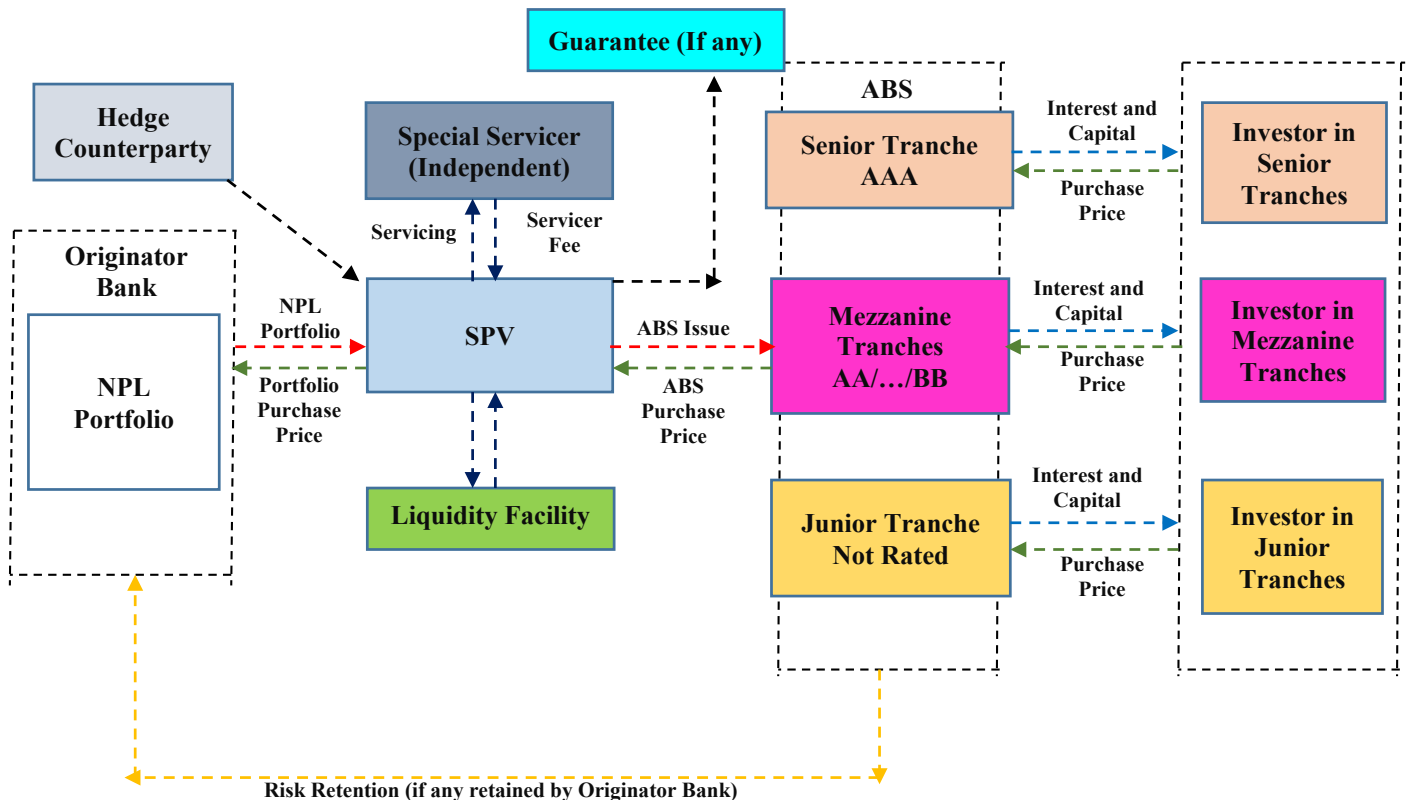 Guarantee (If any)
Hedge
Counterparty
Special Servicer
(Independent)
ABS
Senior Tranche
AAA
Interest and
Capital
Purchase
Price
Investor in
Senior
Tranches
Servicing
Servicer
Fee
Originator
Bank
NPL
Portfolio
NPL
Portfolio
Portfolio
Purchase
Price
SPV
ABS Issue
ABS
Purchase
Price
Mezzanine
Tranches
AA/…/BB
Interest and
Capital
Purchase
Price
Investor in
Mezzanine
Tranches
Liquidity Facility
Junior Tranche
Not Rated
Interest and
Capital
Purchase
Price
Investor in
Junior
Tranches
Risk Retention (if any retained by Originator Bank)